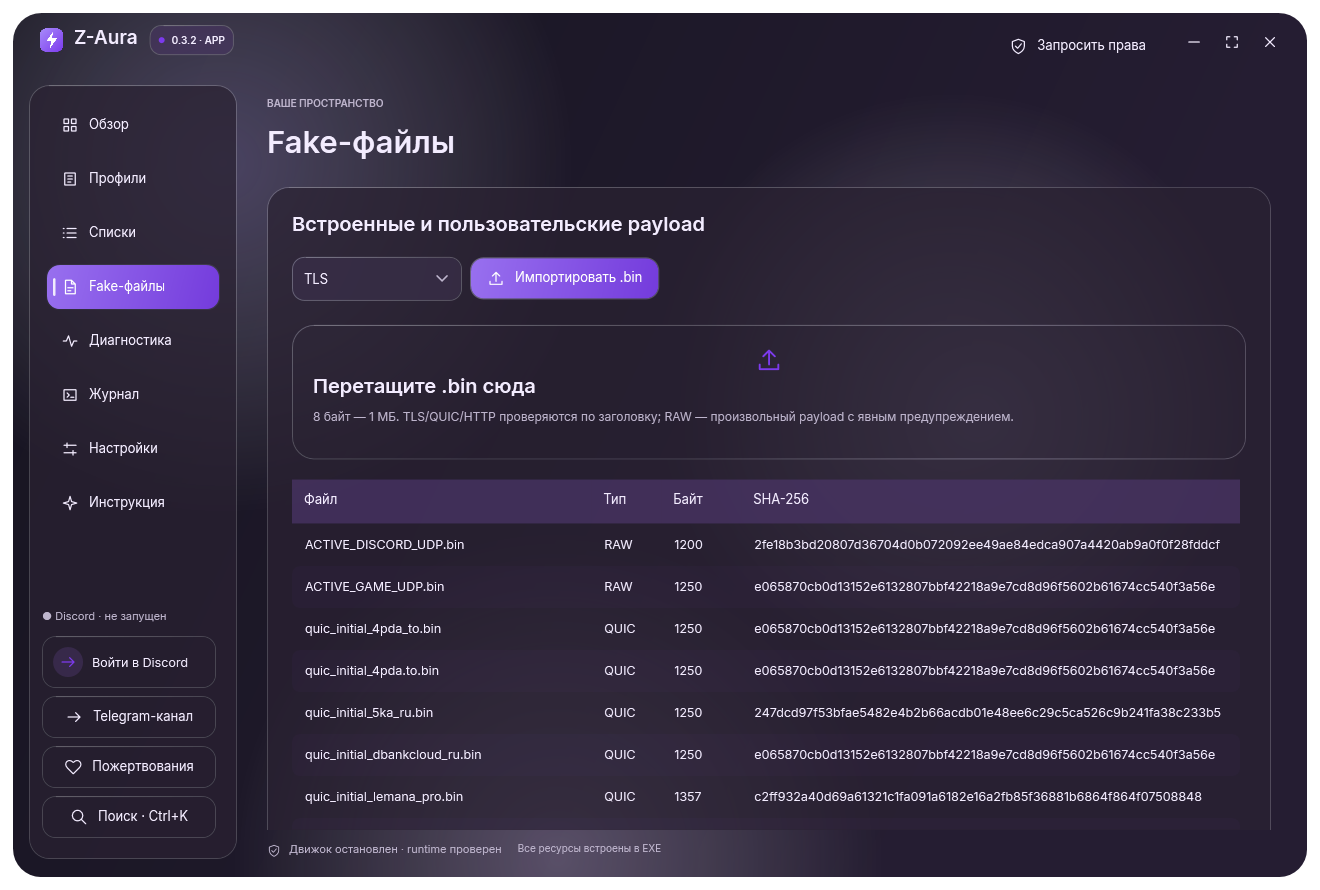 Z-Aura
0.3.2 · APP
Запросить права
Обзор
Профили
Списки
Fake-файлы
Диагностика
Журнал
Настройки
Инструкция
Discord · не запущен
Войти в Discord
Telegram-канал
Пожертвования
Поиск · Ctrl+K
ВАШЕ ПРОСТРАНСТВО
Fake-файлы
Встроенные и пользовательские payload
TLS
Импортировать .bin
Перетащите .bin сюда
8 байт — 1 МБ. TLS/QUIC/HTTP проверяются по заголовку; RAW — произвольный payload с явным предупреждением.
Файл Тип Байт SHA-256
ACTIVE_DISCORD_UDP.bin RAW 1200 2fe18b3bd20807d36704d0b072092ee49ae84edca907a4420ab9a0f0f28fddcf
ACTIVE_GAME_UDP.bin RAW 1250 e065870cb0d13152e6132807bbf42218a9e7cd8d96f5602b61674cc540f3a56e
quic_initial_4pda_to.bin QUIC 1250 e065870cb0d13152e6132807bbf42218a9e7cd8d96f5602b61674cc540f3a56e
quic_initial_4pda.to.bin QUIC 1250 e065870cb0d13152e6132807bbf42218a9e7cd8d96f5602b61674cc540f3a56e
quic_initial_5ka_ru.bin QUIC 1250 247dcd97f53bfae5482e4b2b66acdb01e48ee6c29c5ca526c9b241fa38c233b5
quic_initial_dbankcloud_ru.bin QUIC 1250 e065870cb0d13152e6132807bbf42218a9e7cd8d96f5602b61674cc540f3a56e
quic_initial_lemana_pro.bin QUIC 1357 c2ff932a40d69a61321c1fa091a6182e16a2fb85f36881b6864f864f07508848
Движок остановлен · runtime проверен
Все ресурсы встроены в EXE